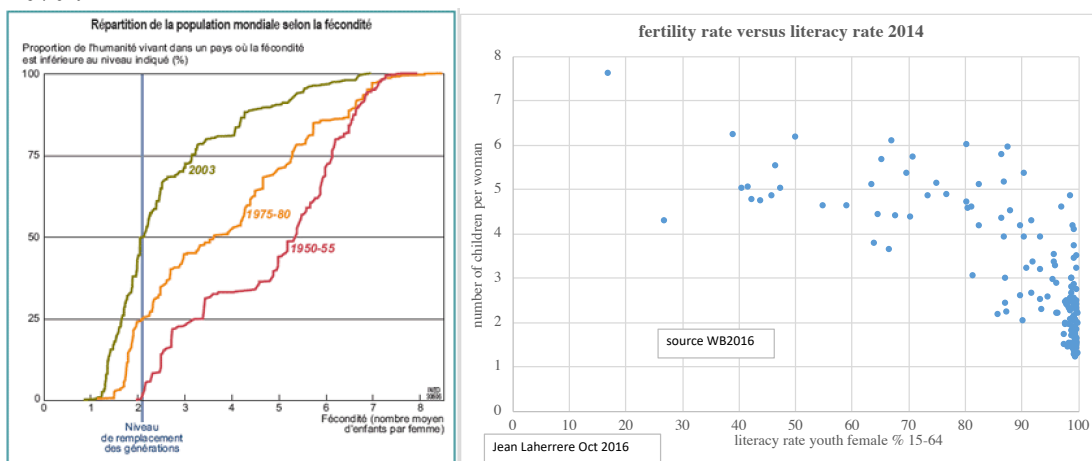 Répartition de la population mondiale selon la fécondité
Proportion de l'humanité vivant dans un pays où la fécondité
est inférieure au niveau indiqué (%)
100
75
50
25
0
2003
1975-80
1950-55
0 1 2 3 4 5 6 7 8
Niveau
de remplacement
des générations
Fécondité (nombre moyen
d'enfants par femme)
INED
fertility rate versus literacy rate 2014
number of children per woman
8
7
6
5
4
3
2
1
0
source WB2016
0 10 20 30 40 50 60 70 80 90 100
literacy rate youth female % 15-64
Jean Laherrere Oct 2016